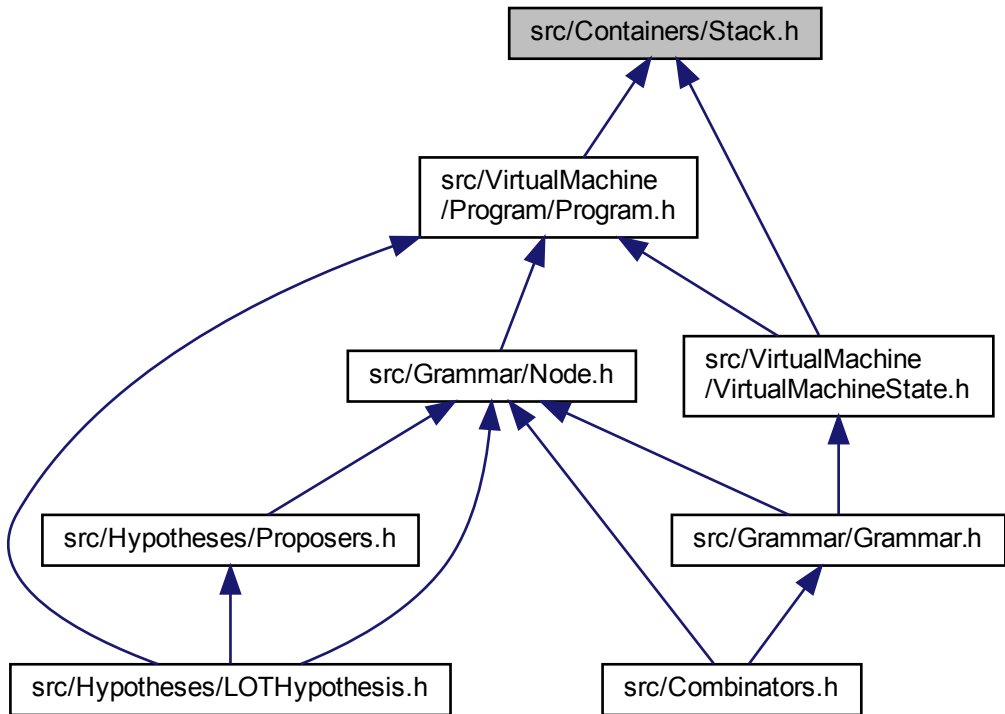 src/Containers/Stack.h
src/VirtualMachine
/Program/Program.h
src/Grammar/Node.h
src/VirtualMachine
/VirtualMachineState.h
src/Hypotheses/Proposers.h
src/Grammar/Grammar.h
src/Hypotheses/LOTHypothesis.h
src/Combinators.h